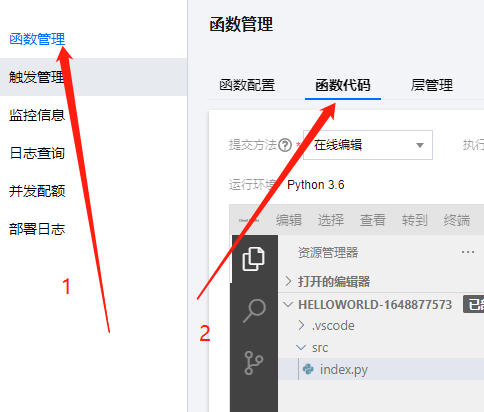 函数管理
触发管理
监控信息
日志查询
并发配额
部署日志
1
函数管理
函数配置 函数代码 层管理
提交方法 * 在线编辑 执行
运行环境 Python 3.6
编辑 选择 查看 转到 终端
资源管理器 ...
打开的编辑器
HELLOWORLD-1648877573
.vscode
src
index.py
2